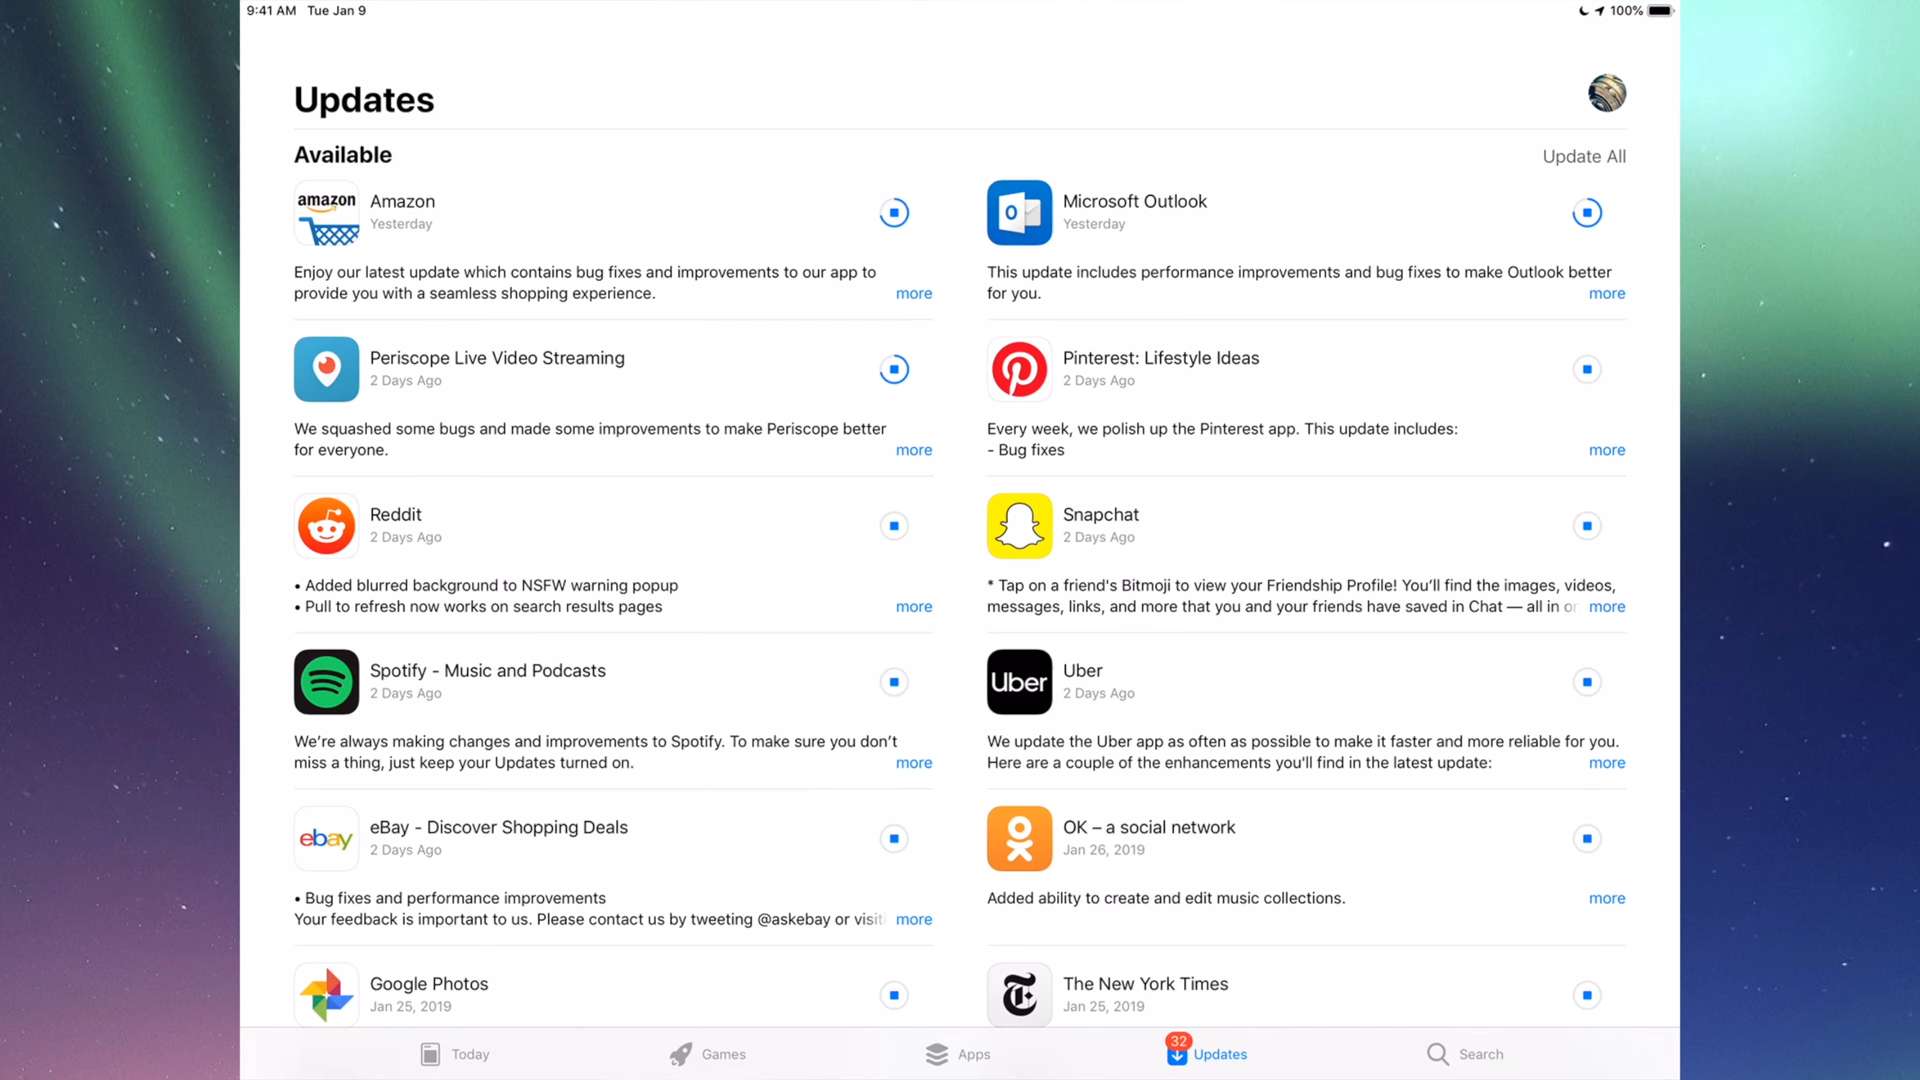 9:41 AM Tue Jan 9
100%
Updates
Available
Update All
amazon
Amazon
Yesterday
Enjoy our latest update which contains bug fixes and improvements to our app to
provide you with a seamless shopping experience.
more
Microsoft Outlook
Yesterday
This update includes performance improvements and bug fixes to make Outlook better
for you.
more
Periscope Live Video Streaming
2 Days Ago
We squashed some bugs and made some improvements to make Periscope better
for everyone.
more
Pinterest: Lifestyle Ideas
2 Days Ago
Every week, we polish up the Pinterest app. This update includes:
- Bug fixes
more
Reddit
2 Days Ago
• Added blurred background to NSFW warning popup
• Pull to refresh now works on search results pages
more
Snapchat
2 Days Ago
* Tap on a friend's Bitmoji to view your Friendship Profile! You’ll find the images, videos,
messages, links, and more that you and your friends have saved in Chat — all in or
more
Spotify - Music and Podcasts
2 Days Ago
We’re always making changes and improvements to Spotify. To make sure you don’t
miss a thing, just keep your Updates turned on.
more
Uber
Uber
2 Days Ago
We update the Uber app as often as possible to make it faster and more reliable for you.
Here are a couple of the enhancements you'll find in the latest update:
more
ebay
eBay - Discover Shopping Deals
2 Days Ago
• Bug fixes and performance improvements
Your feedback is important to us. Please contact us by tweeting @askebay or visiti
more
OK – a social network
Jan 26, 2019
Added ability to create and edit music collections.
more
Google Photos
Jan 25, 2019
The New York Times
Jan 25, 2019
Today
Games
Apps
32
Updates
Search